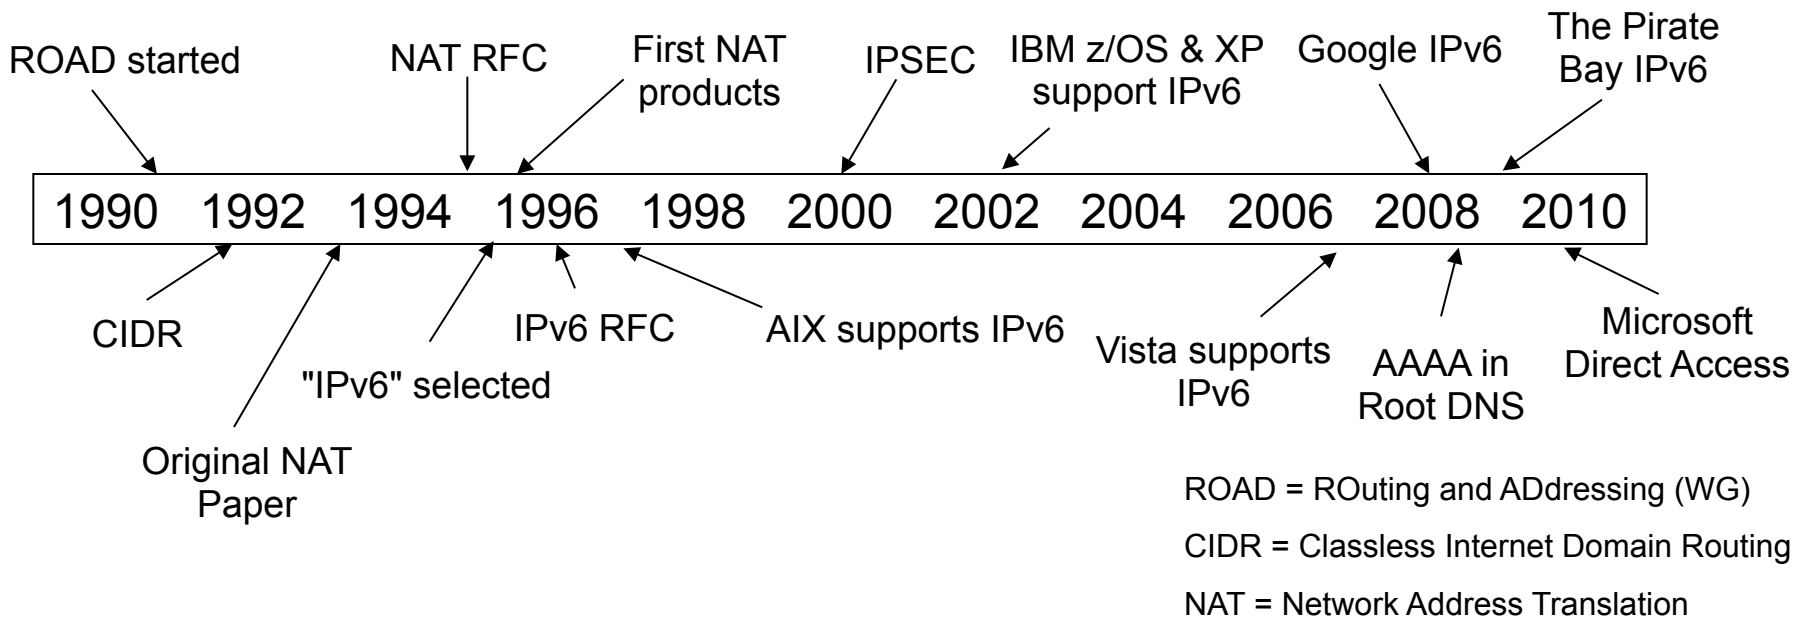 ROAD started
NAT RFC
First NAT
products
IPSEC
IBM z/OS & XP
support IPv6
Google IPv6
The Pirate
Bay IPv6
1990 1992 1994 1996 1998 2000 2002 2004 2006 2008 2010
CIDR
Original NAT
Paper
"IPv6" selected
IPv6 RFC
AIX supports IPv6
Vista supports
IPv6
AAAA in
Root DNS
Microsoft
Direct Access
ROAD = ROuting and ADdressing (WG)
CIDR = Classless Internet Domain Routing
NAT = Network Address Translation